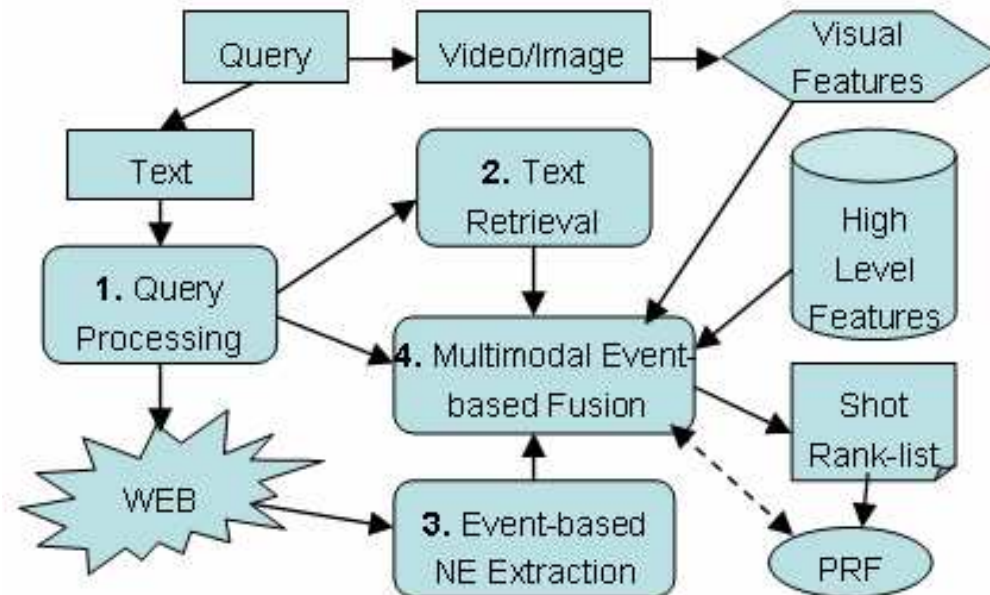 Query
Video/Image
Visual
Features
Text
2. Text
Retrieval
High
Level
Features
1. Query
Processing
4. Multimodal Event-
based Fusion
Shot
Rank-list
WEB
3. Event-based
NE Extraction
PRF